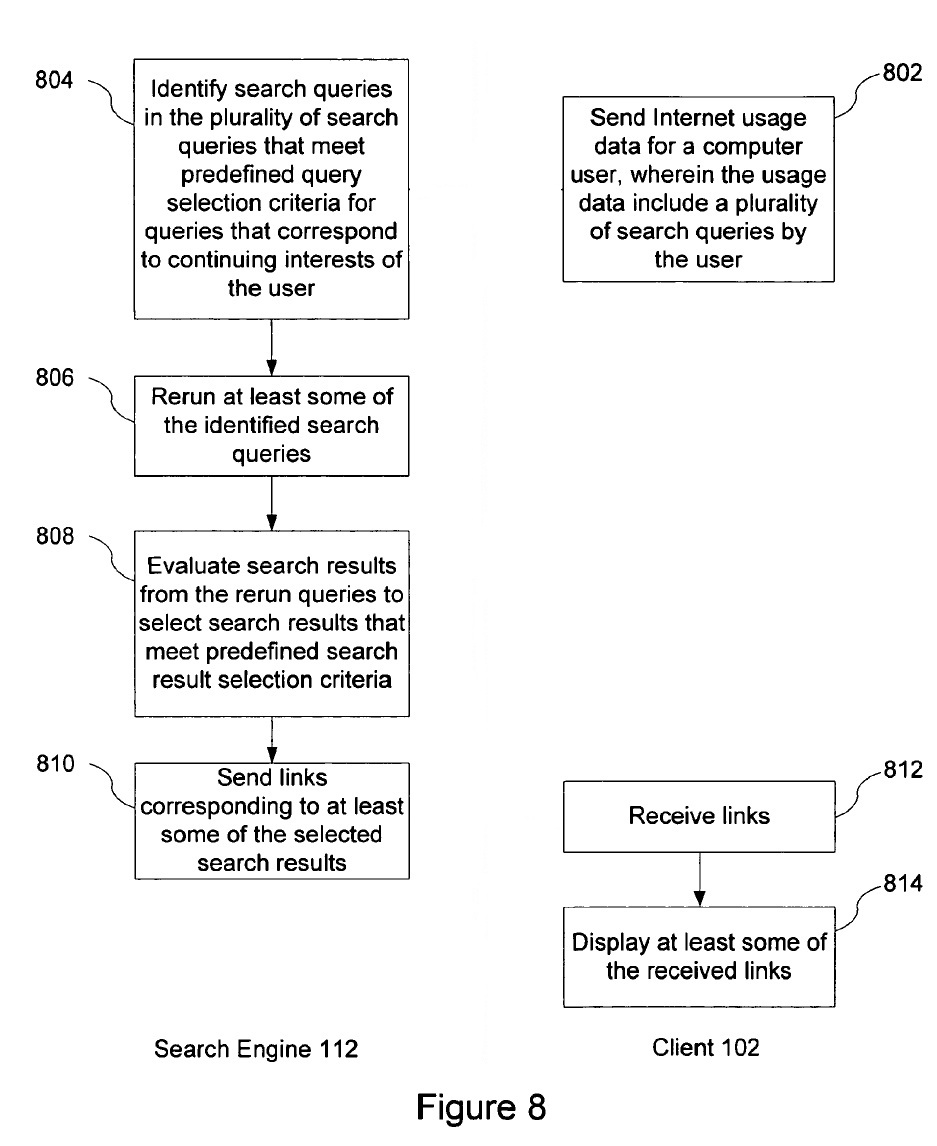 804
Identify search queries
in the plurality of search
queries that meet
predefined query
selection criteria for
queries that correspond
to continuing interests of
the user
802
Send Internet usage
data for a computer
user, wherein the usage
data include a plurality
of search queries by
the user
806
Rerun at least some of
the identified search
queries
808
Evaluate search results
from the rerun queries to
select search results that
meet predefined search
result selection criteria
810
Send links
corresponding to at least
some of the selected
search results
812
Receive links
814
Display at least some of
the received links
Search Engine 112
Client 102
Figure 8